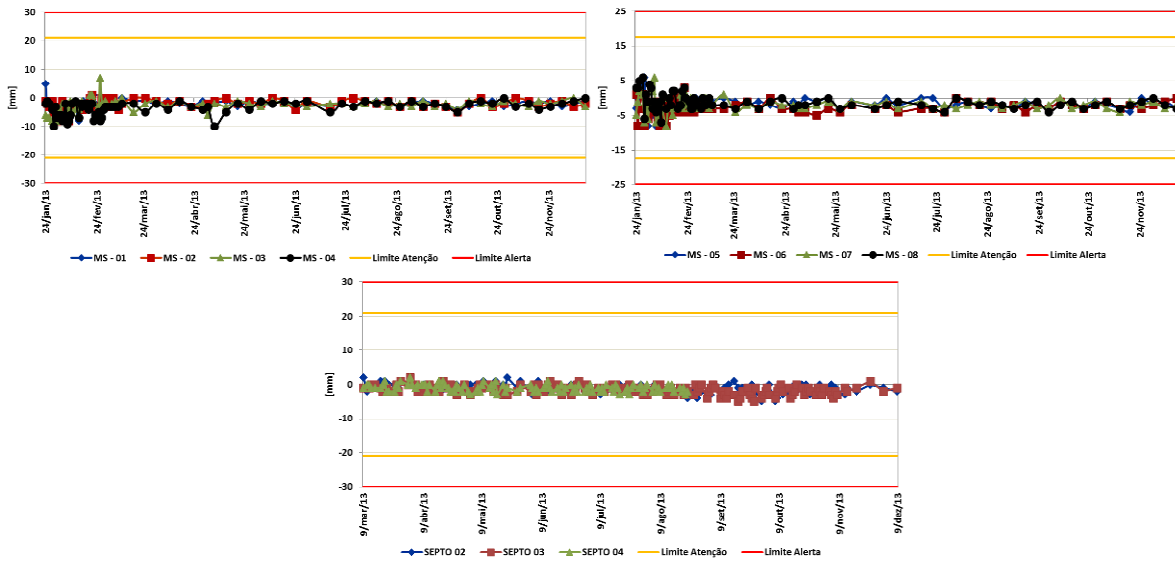 30
20
10
0
-10
-20
-30
[mm]
24/jan/13
24/fev/13
24/mar/13
24/abr/13
24/mai/13
24/jun/13
24/jul/13
24/ago/13
24/set/13
24/out/13
24/nov/13
MS - 01 MS - 02 MS - 03 MS - 04 Limite Atenção Limite Alerta
25
15
5
-5
-15
-25
[mm]
24/jan/13
24/fev/13
24/mar/13
24/abr/13
24/mai/13
24/jun/13
24/jul/13
24/ago/13
24/set/13
24/out/13
24/nov/13
MS - 05 MS - 06 MS - 07 MS - 08 Limite Atenção Limite Alerta
30
20
10
0
-10
-20
-30
[mm]
9/mar/13
9/abr/13
9/mai/13
9/jun/13
9/jul/13
9/ago/13
9/set/13
9/out/13
9/nov/13
9/dez/13
SEPTO 02 SEPTO 03 SEPTO 04 Limite Atenção Limite Alerta